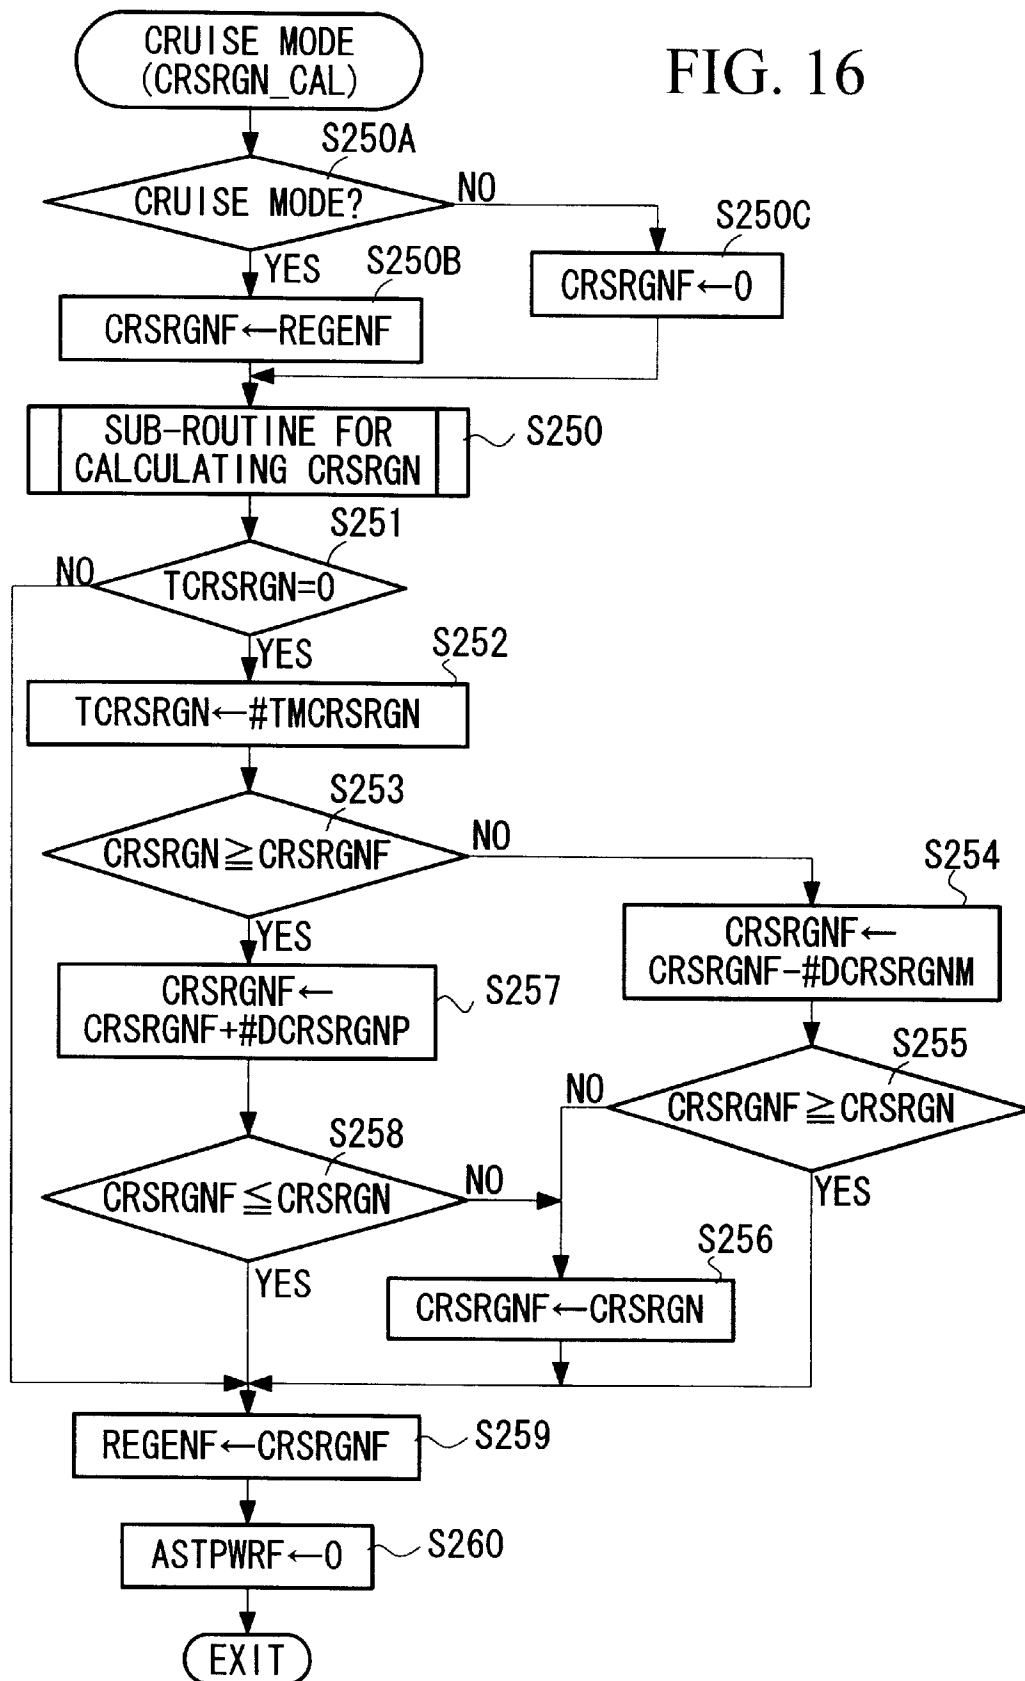 CRUISE MODE
(CRSRGN_CAL)
FIG. 16
S250A
CRUISE MODE?
NO
YES
S250B
S250C
CRSRGNF←REGENF
CRSRGNF←0
SUB-ROUTINE FOR
CALCULATING CRSRGN
S250
S251
NO
TCRSRGN=0
YES
S252
TCRSRGN←#TMCRSRGN
S253
CRSRGN≧CRSRGNF
NO
YES
S254
CRSRGNF←
CRSRGNF-#DCRSRGNM
CRSRGNF←
CRSRGNF+#DCRSRGNP
S257
S255
NO
CRSRGNF≧CRSRGN
YES
S258
CRSRGNF≦CRSRGN
NO
YES
S256
CRSRGNF←CRSRGN
REGENF←CRSRGNF
S259
ASTPWRF←0
S260
EXIT